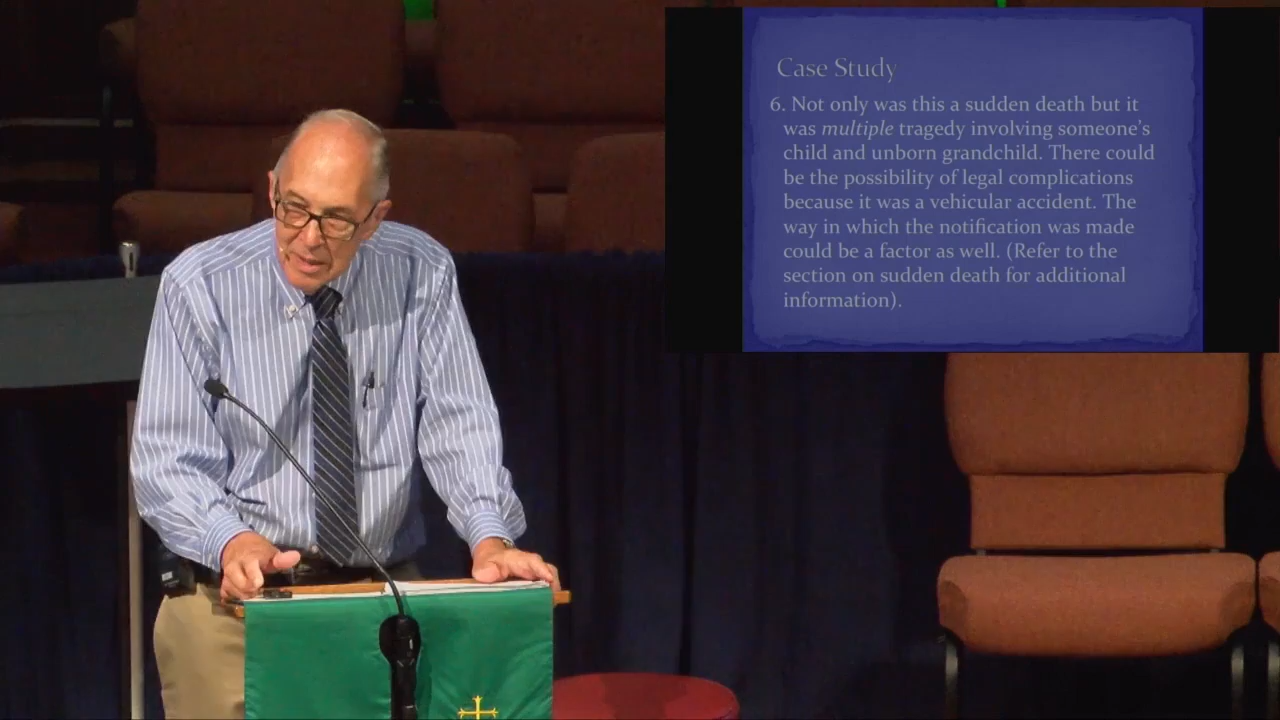 Case Study
6. Not only was this a sudden death but it
was multiple tragedy involving someone's
child and unborn grandchild. There could
be the possibility of legal complications
because it was a vehicular accident. The
way in which the notification was made
could be a factor as well. (Refer to the
section on sudden death for additional
information).